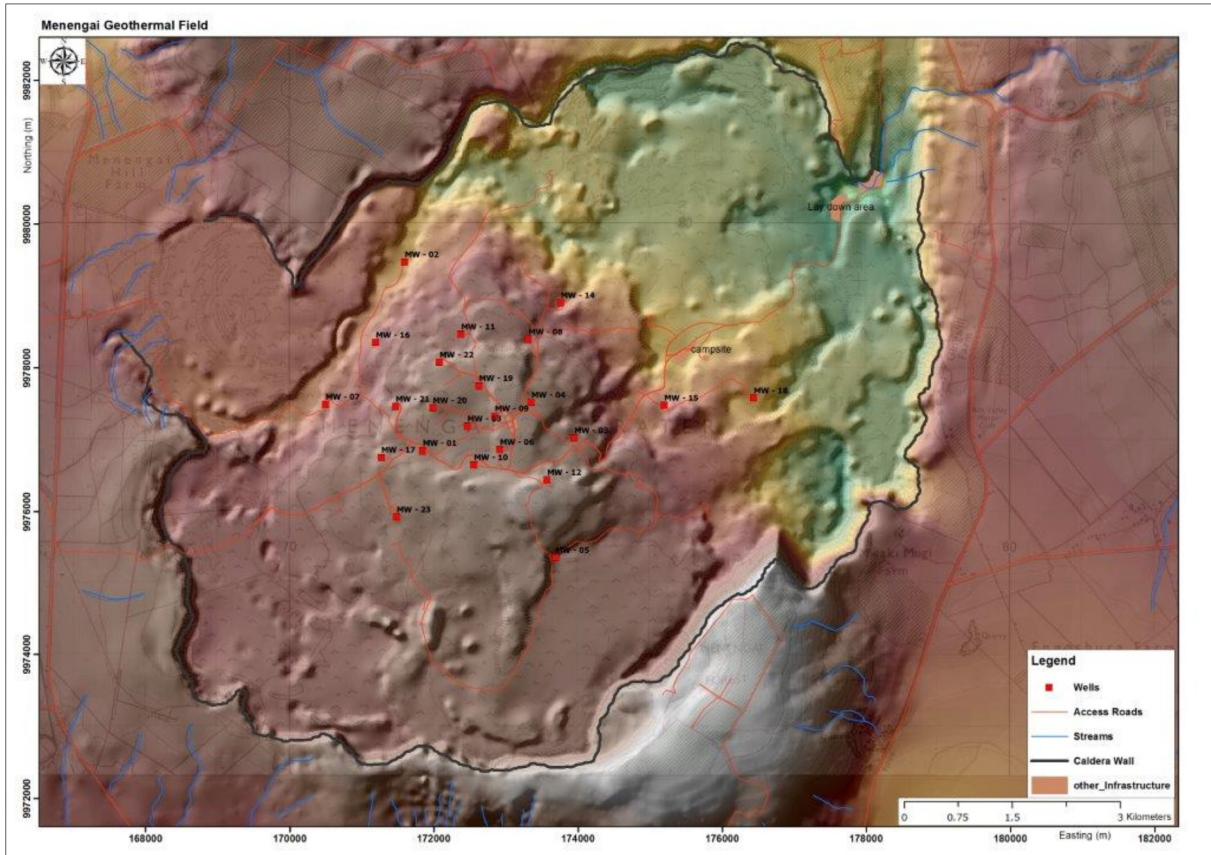 Menengai Geothermal Field
9982000
9980000
9978000
9976000
9974000
9972000
Northing (m)
Menengai
Hill
Farm
Lay down area
80
MW - 02
MW - 14
MW - 11
MW - 08
MW - 16
MW - 22
campsite
MW - 19
MW - 18
MW - 07
MW - 21
MW - 20
MW - 04
MW - 15
MW - 09
MW - 03
MW - 01
MW - 06
MW - 17
MW - 10
MW - 12
MW - 23
70
80
MW - 05
FOREST
Legend
Wells
Access Roads
Streams
Caldera Wall
other_Infrastructure
0 0.75 1.5 3 Kilometers
168000 170000 172000 174000 176000 178000 180000 182000
Easting (m)